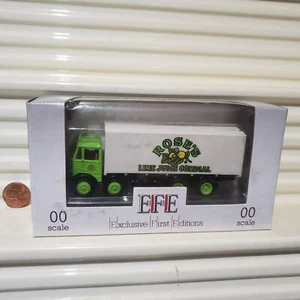 ROSE'S
LIME JUICE CORDIAL
EFE
00
scale
Exclusive First Editions
00
scale